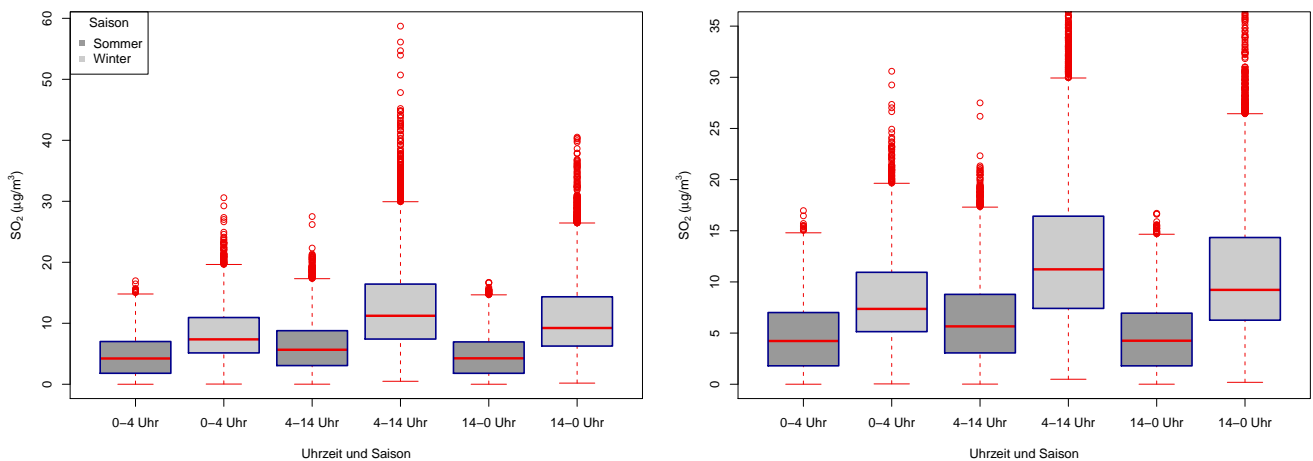 Saison
Sommer
Winter
SO₂ (µg/m³)
60
50
40
30
20
10
0
0−4 Uhr 0−4 Uhr 4−14 Uhr 4−14 Uhr 14−0 Uhr 14−0 Uhr
Uhrzeit und Saison
SO₂ (µg/m³)
35
30
25
20
15
10
5
0
0−4 Uhr 0−4 Uhr 4−14 Uhr 4−14 Uhr 14−0 Uhr 14−0 Uhr
Uhrzeit und Saison